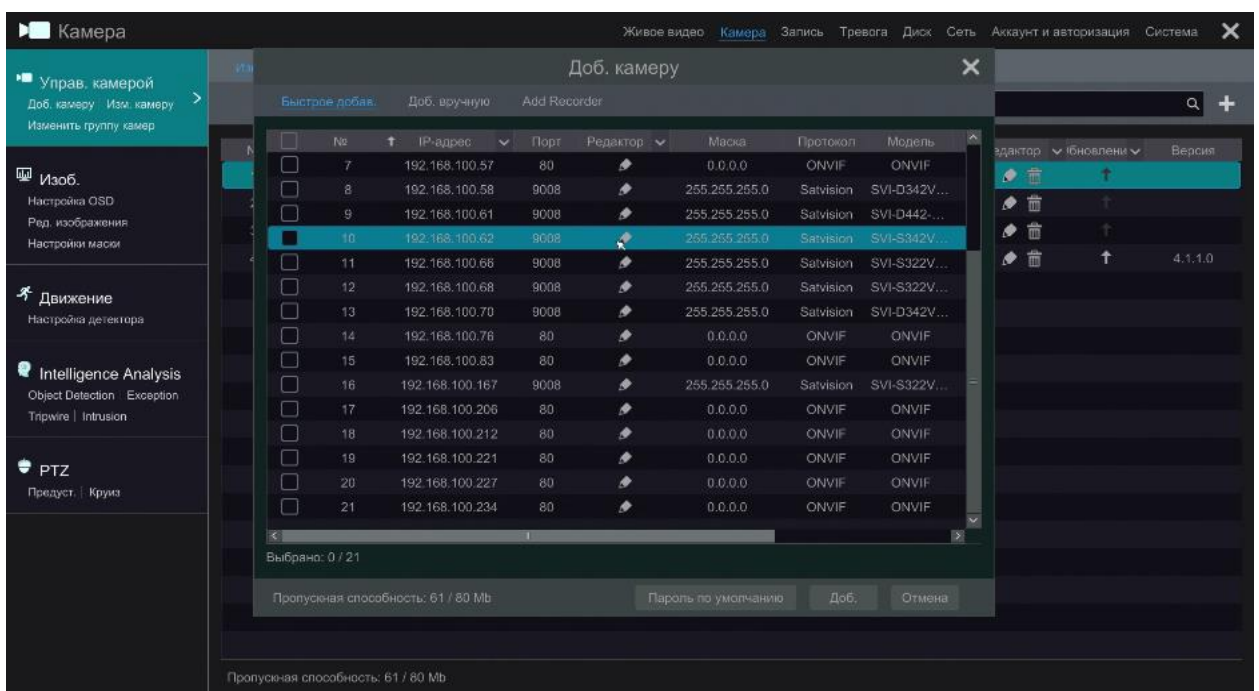 Камера
Живое видео Камера Запись Тревога Диск Сеть Аккаунт и авторизация Система
Управ. камерой
Доб. камеру Изм. камеру
Изменить группу камер
Изоб.
Настройка OSD
Ред. изображения
Настройки маски
Движение
Настройка детектора
Intelligence Analysis
Object Detection Exception
Tripwire Intrusion
PTZ
Предуст. Круиз
Доб. камеру
Быстрое добав. Доб. вручную Add Recorder
№ IP-адрес Порт Редактор Маска Протокол Модель
7 192.168.100.57 80 0.0.0.0 ONVIF ONVIF
8 192.168.100.58 9008 255.255.255.0 Satvision SVI-D342V...
9 192.168.100.61 9008 255.255.255.0 Satvision SVI-D442-...
10 192.168.100.62 9008 255.255.255.0 Satvision SVI-S342V...
11 192.168.100.66 9008 255.255.255.0 Satvision SVI-S322V...
12 192.168.100.68 9008 255.255.255.0 Satvision SVI-S322V...
13 192.168.100.70 9008 255.255.255.0 Satvision SVI-D342V...
14 192.168.100.76 80 0.0.0.0 ONVIF ONVIF
15 192.168.100.83 80 0.0.0.0 ONVIF ONVIF
16 192.168.100.167 9008 255.255.255.0 Satvision SVI-S322V...
17 192.168.100.206 80 0.0.0.0 ONVIF ONVIF
18 192.168.100.212 80 0.0.0.0 ONVIF ONVIF
19 192.168.100.221 80 0.0.0.0 ONVIF ONVIF
20 192.168.100.227 80 0.0.0.0 ONVIF ONVIF
21 192.168.100.234 80 0.0.0.0 ONVIF ONVIF
Выбрано: 0 / 21
Пропускная способность: 61 / 80 Mb Пароль по умолчанию Доб. Отмена
Версия
4.1.1.0
Пропускная способность: 61 / 80 Mb